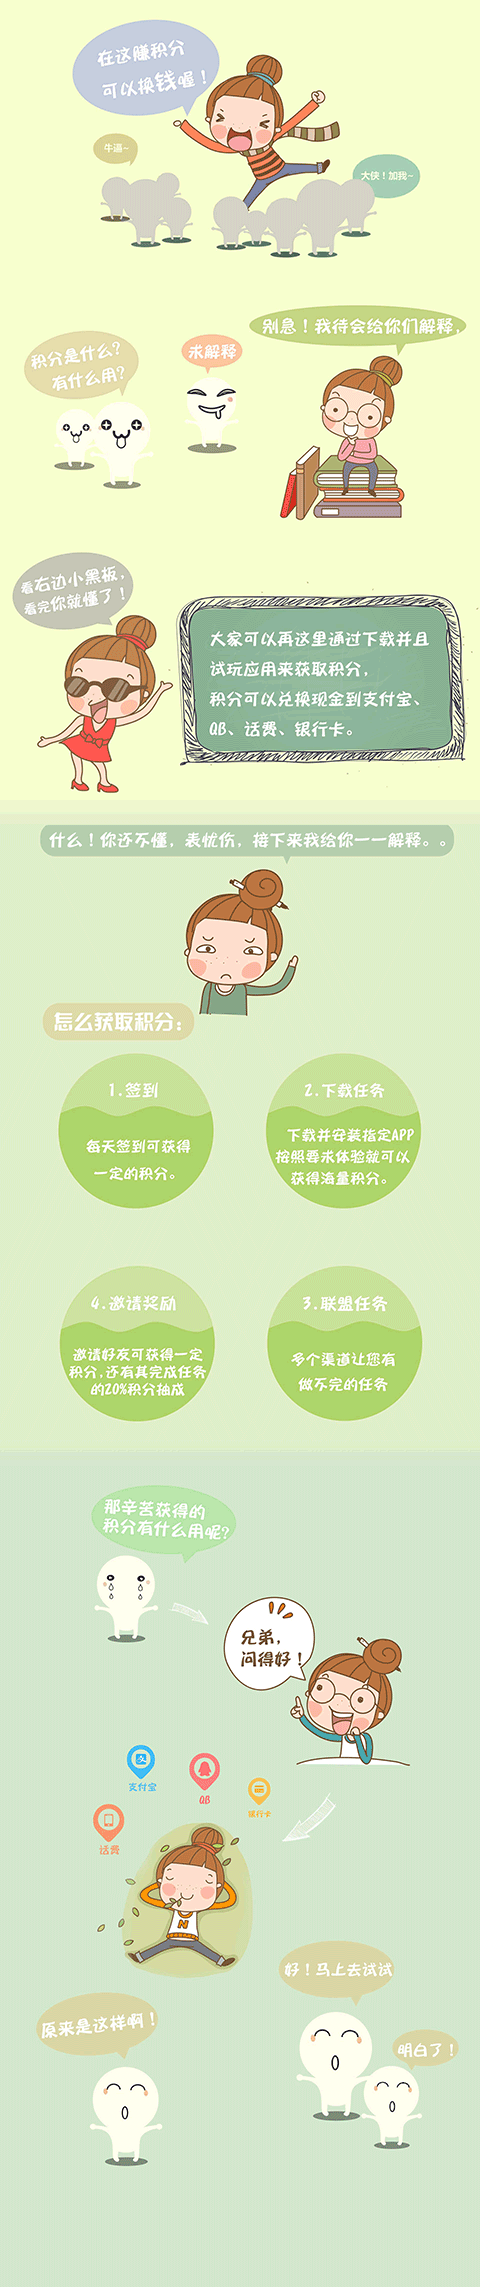 在这赚积分
可以换钱喔！
牛逼~
大侠！加我~
别急！我待会给你们解释，
积分是什么？
有什么用？
求解释
看右边小黑板，
看完你就懂了！
大家可以再这里通过下载并且
试玩应用来获取积分，
积分可以兑换现金到支付宝、
QB、话费、银行卡。
什么！你还不懂，表忧伤，接下来我给你一一解释。。
怎么获取积分：
1.签到
每天签到可获得
一定的积分。
2.下载任务
下载并安装指定APP
按照要求体验就可以
获得海量积分。
4.邀请奖励
邀请好友可获得一定
积分，还有其完成任务
的20%积分抽成
3.联盟任务
多个渠道让您有
做不完的任务
那辛苦获得的
积分有什么用呢？
兄弟，
问得好！
支付宝
QB
银行卡
话费
好！马上去试试
原来是这样啊！
明白了！